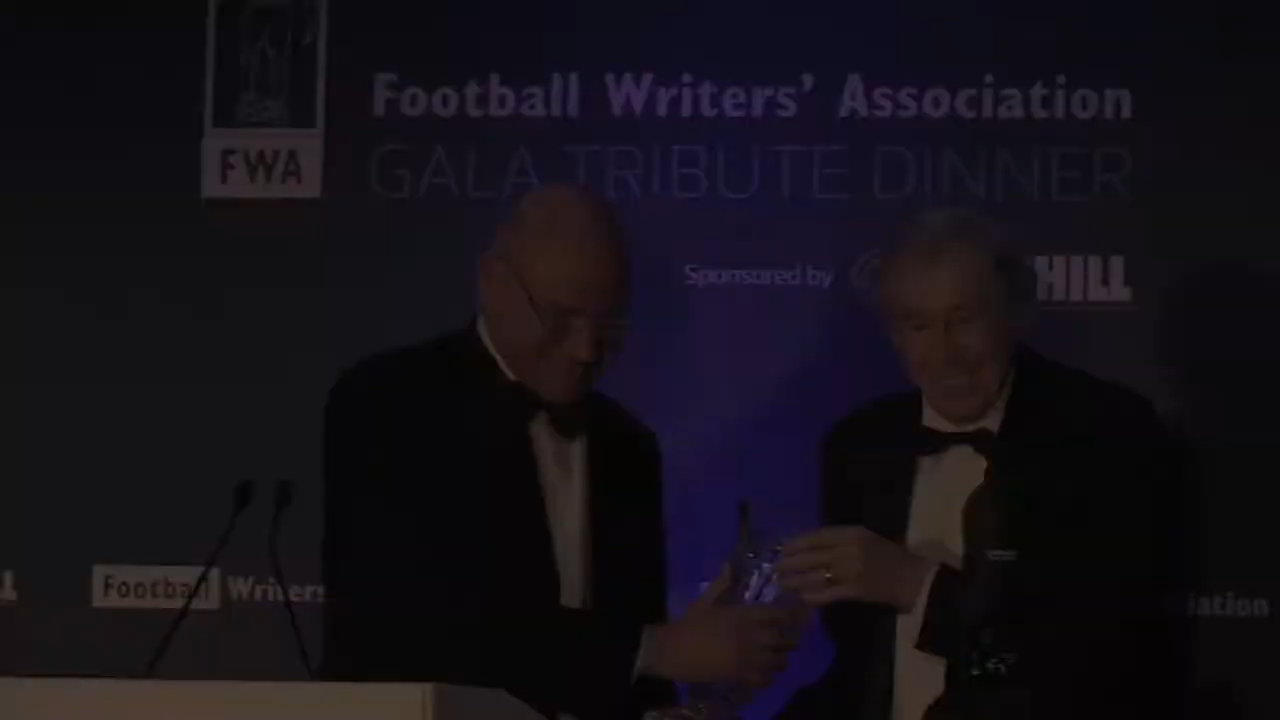 Football Writers' Association
FWA
GALA TRIBUTE DINNER
Sponsored by
HILL
Football Writers
iation